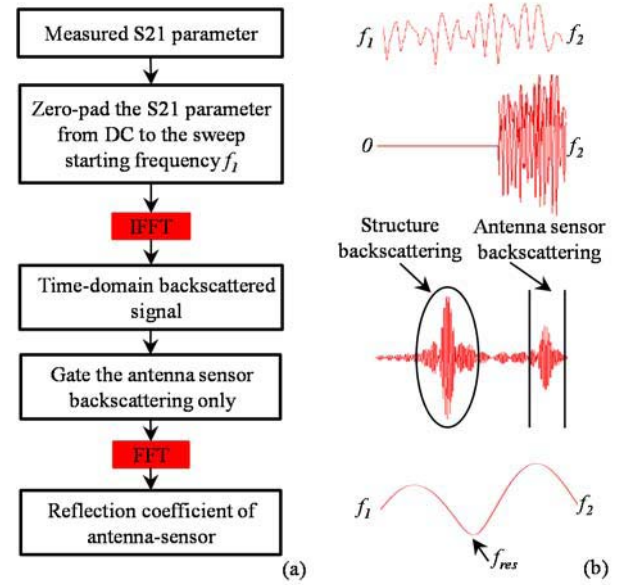 Measured S21 parameter
Zero-pad the S21 parameter
from DC to the sweep
starting frequency f1
IFFT
Time-domain backscattered
signal
Gate the antenna sensor
backscattering only
FFT
Reflection coefficient of
antenna-sensor
(a)
f1
f2
0
f2
Structure
backscattering
Antenna sensor
backscattering
f1
f2
fres
(b)